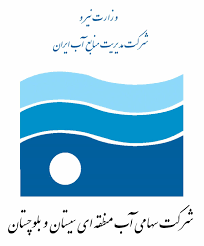 وزارت نیرو
شرکت مدیریت منابع آب ایران
شرکت سهامی آب منطقه ای سیستان و بلوچستان